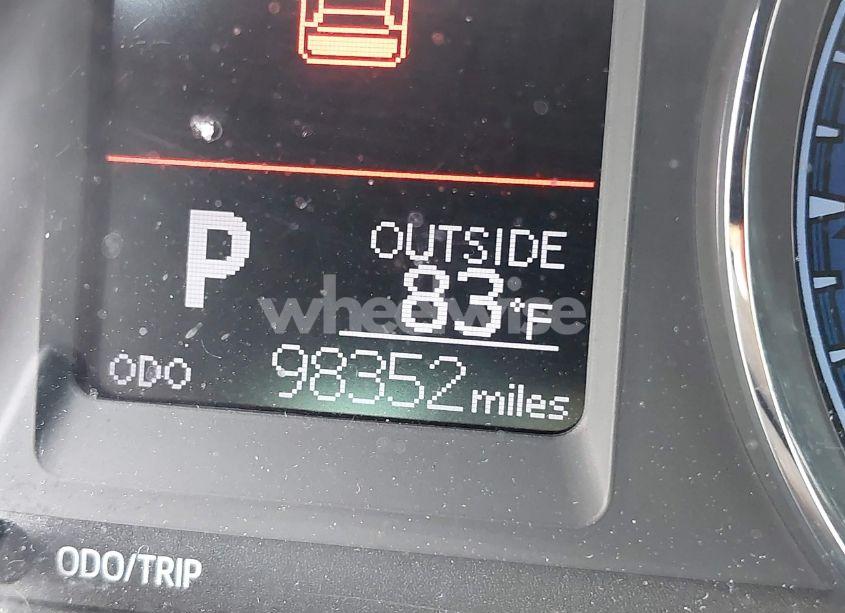 P
OUTSIDE
83°F
wheelwise
ODO 98352 miles
ODO/TRIP